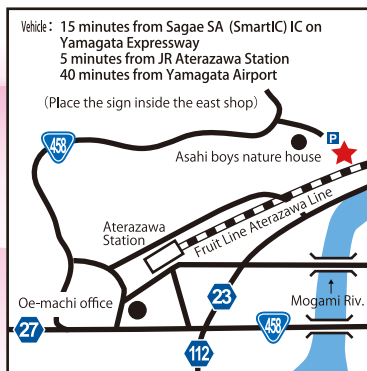 Vehicle: 15 minutes from Sagae SA (SmartIC) IC on
Yamagata Expressway
5 minutes from JR Aterazawa Station
40 minutes from Yamagata Airport
(Place the sign inside the east shop)
458
P
Asahi boys nature house
Fruit Line Aterazawa Line
Aterazawa
Station
Oe-machi office
23
↑
Mogami Riv.
27
458
112